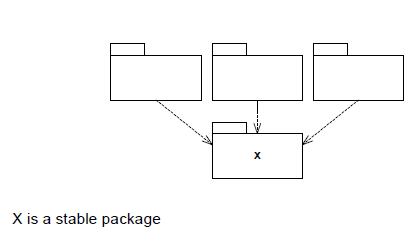 x
X is a stable package